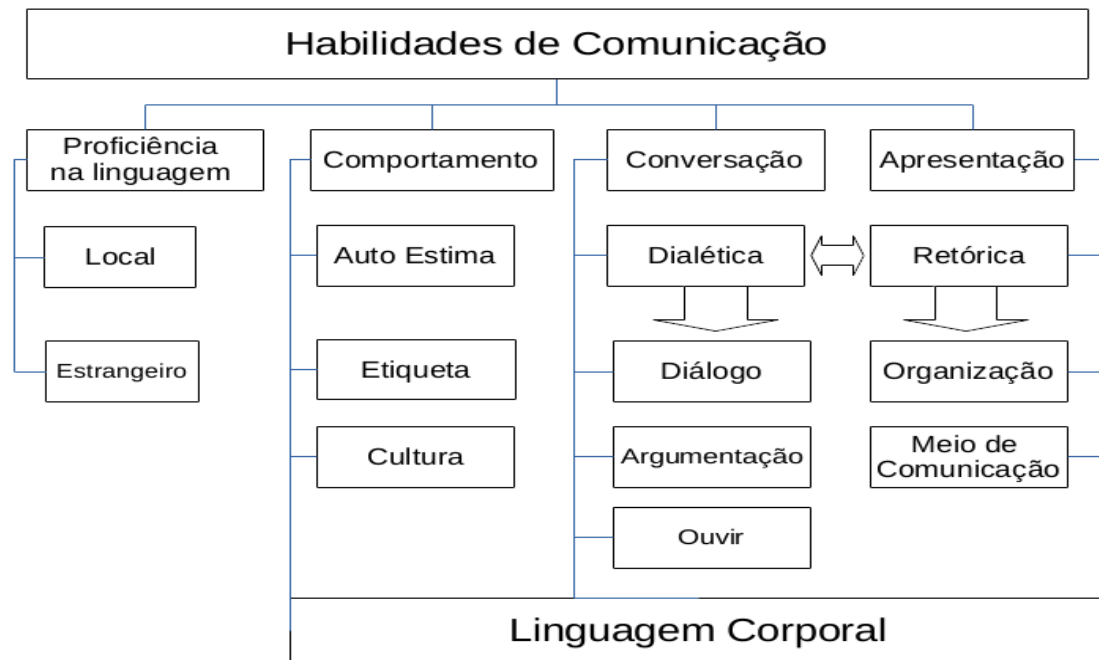 Habilidades de Comunicação
Proficiência
na linguagem
Comportamento
Conversação
Apresentação
Local
Auto Estima
Dialética
Retórica
Estrangeiro
Etiqueta
Diálogo
Organização
Cultura
Argumentação
Meio de
Comunicação
Ouvir
Linguagem Corporal